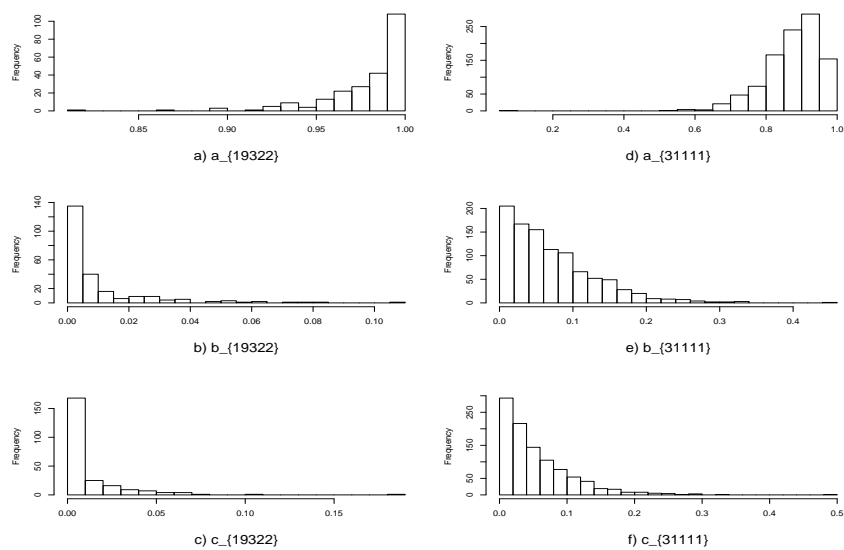 Frequency
0 20 40 60 80 100
0.85 0.90 0.95 1.00
a) a_{19322}
Frequency
0 50 150 250
0.2 0.4 0.6 0.8 1.0
d) a_{31111}
Frequency
0 20 60 100 140
0.00 0.02 0.04 0.06 0.08 0.10
b) b_{19322}
Frequency
0 50 100 150 200
0.0 0.1 0.2 0.3 0.4
e) b_{31111}
Frequency
0 50 100 150
0.00 0.05 0.10 0.15
c) c_{19322}
Frequency
0 50 150 250
0.0 0.1 0.2 0.3 0.4 0.5
f) c_{31111}